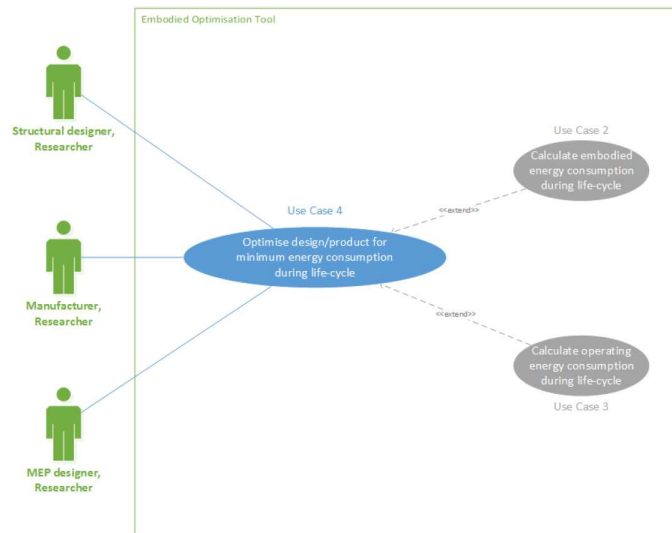 Embodied Optimisation Tool
Structural designer,
Researcher
Use Case 2
Calculate embodied
energy consumption
during life-cycle
<<extend>>
Use Case 4
Optimise design/product for
minimum energy consumption
during life-cycle
Manufacturer,
Researcher
<<extend>>
Calculate operating
energy consumption
during life-cycle
Use Case 3
MEP designer,
Researcher